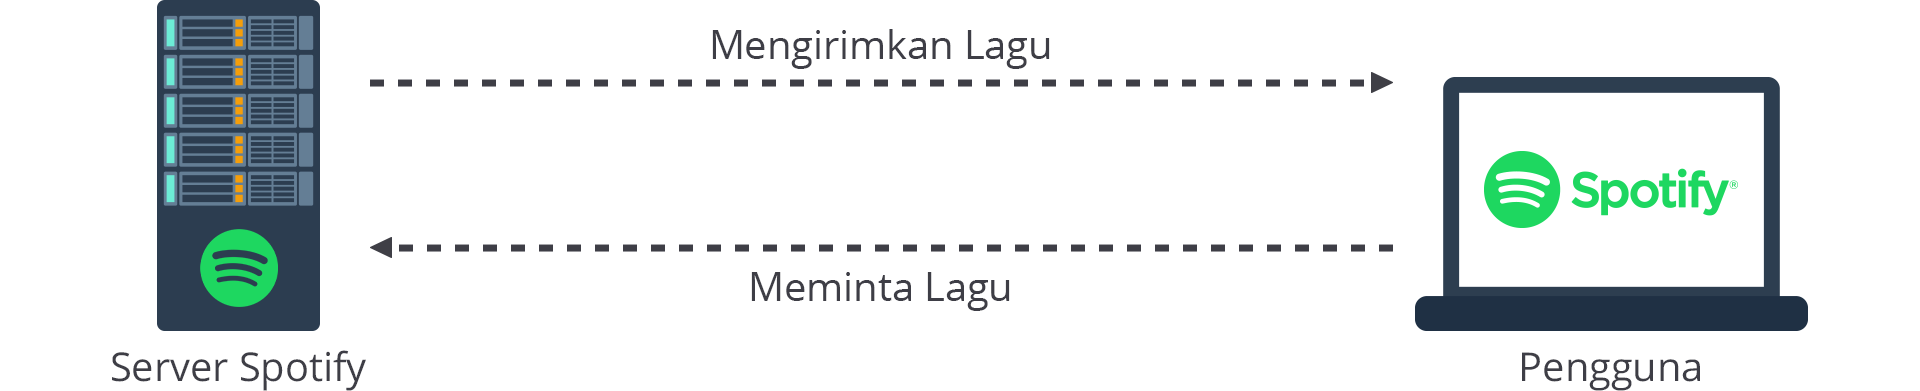 Mengirimkan Lagu
Spotify®
Meminta Lagu
Server Spotify
Pengguna